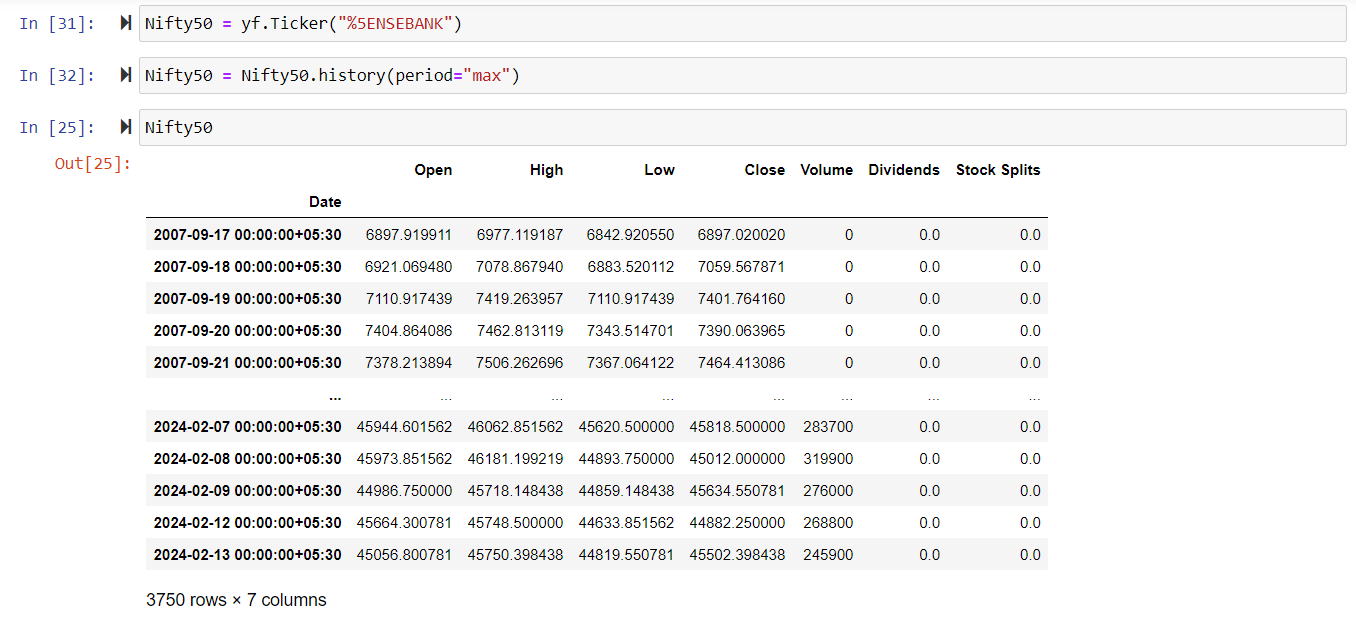 In [31]: Nifty50 = yf.Ticker("%5ENSEBANK")
In [32]: Nifty50 = Nifty50.history(period="max")
In [25]: Nifty50
Out[25]:
Open High Low Close Volume Dividends Stock Splits
Date
2007-09-17 00:00:00+05:30 6897.919911 6977.119187 6842.920550 6897.020020 0 0.0 0.0
2007-09-18 00:00:00+05:30 6921.069480 7078.867940 6883.520112 7059.567871 0 0.0 0.0
2007-09-19 00:00:00+05:30 7110.917439 7419.263957 7110.917439 7401.764160 0 0.0 0.0
2007-09-20 00:00:00+05:30 7404.864086 7462.813119 7343.514701 7390.063965 0 0.0 0.0
2007-09-21 00:00:00+05:30 7378.213894 7506.262696 7367.064122 7464.413086 0 0.0 0.0
... ... ... ... ... ... ... ...
2024-02-07 00:00:00+05:30 45944.601562 46062.851562 45620.500000 45818.500000 283700 0.0 0.0
2024-02-08 00:00:00+05:30 45973.851562 46181.199219 44893.750000 45012.000000 319900 0.0 0.0
2024-02-09 00:00:00+05:30 44986.750000 45718.148438 44859.148438 45634.550781 276000 0.0 0.0
2024-02-12 00:00:00+05:30 45664.300781 45748.500000 44633.851562 44882.250000 268800 0.0 0.0
2024-02-13 00:00:00+05:30 45056.800781 45750.398438 44819.550781 45502.398438 245900 0.0 0.0
3750 rows × 7 columns